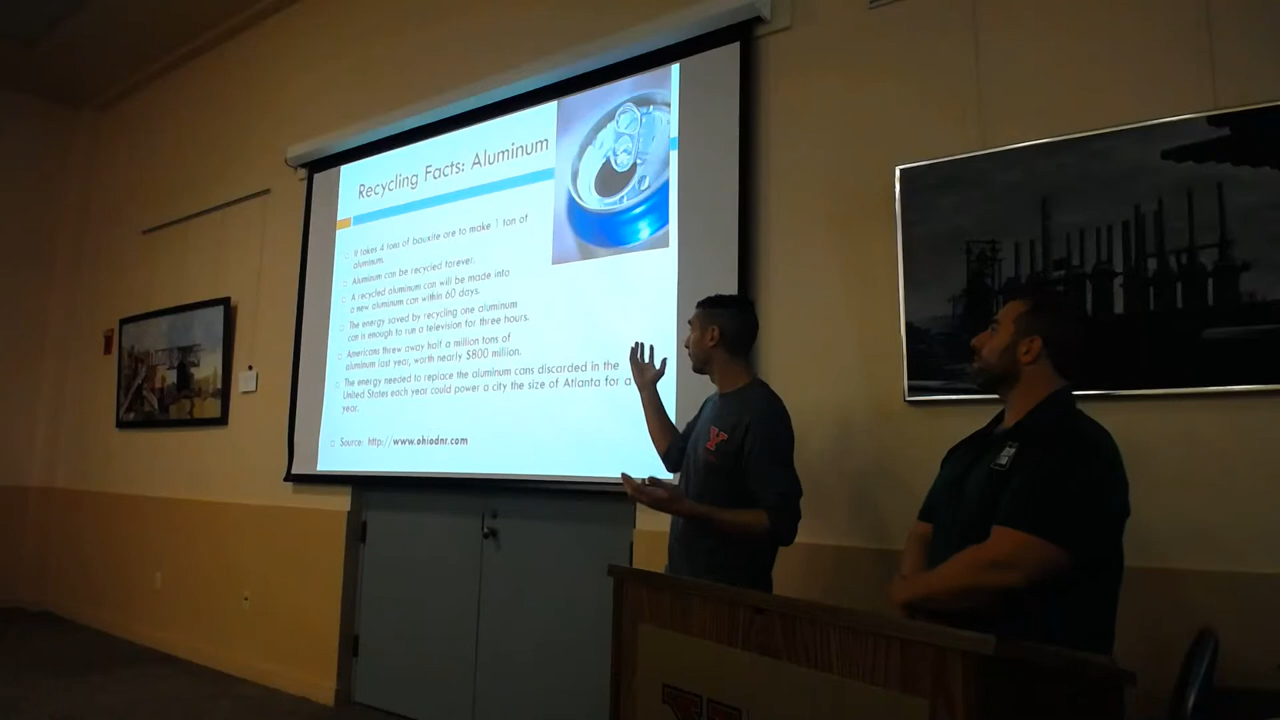 Recycling Facts: Aluminum
It takes 4 tons of bauxite ore to make 1 ton of
aluminum.
Aluminum can be recycled forever.
A recycled aluminum can will be made into
a new aluminum can within 60 days.
The energy saved by recycling one aluminum
can is enough to run a television for three hours.
Americans threw away half a million tons of
aluminum last year, worth nearly $800 million.
The energy needed to replace the aluminum cans discarded in the
United States each year could power a city the size of Atlanta for a
year.
Source: http://www.ohiodnr.com
Y